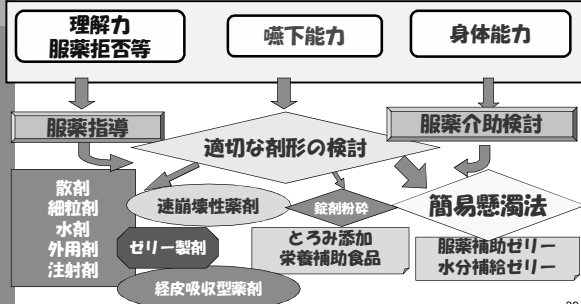 理解力
服薬拒否等
嚥下能力
身体能力
服薬指導
適切な剤形の検討
服薬介助検討
散剤
細粒剤
水剤
外用剤
注射剤
速崩壊性薬剤
錠剤粉砕
簡易懸濁法
ゼリー製剤
とろみ添加
栄養補助食品
服薬補助ゼリー
水分補給ゼリー
経皮吸収型薬剤